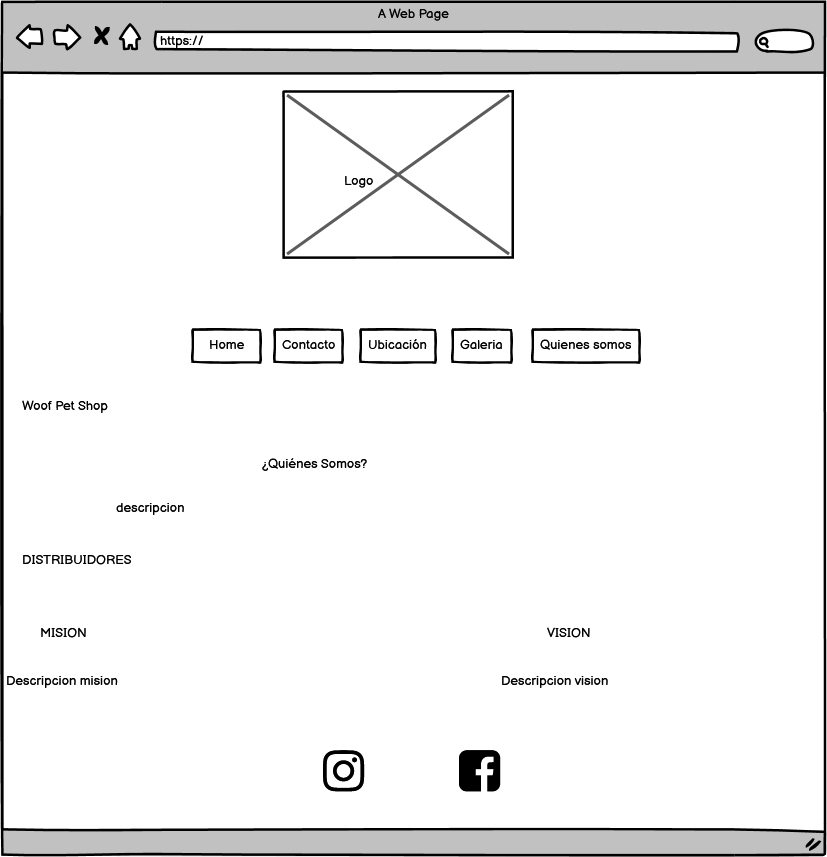 A Web Page
https://
Logo
Home
Contacto
Ubicación
Galeria
Quienes somos
Woof Pet Shop
¿Quiénes Somos?
descripcion
DISTRIBUIDORES
MISION
VISION
Descripcion mision
Descripcion vision